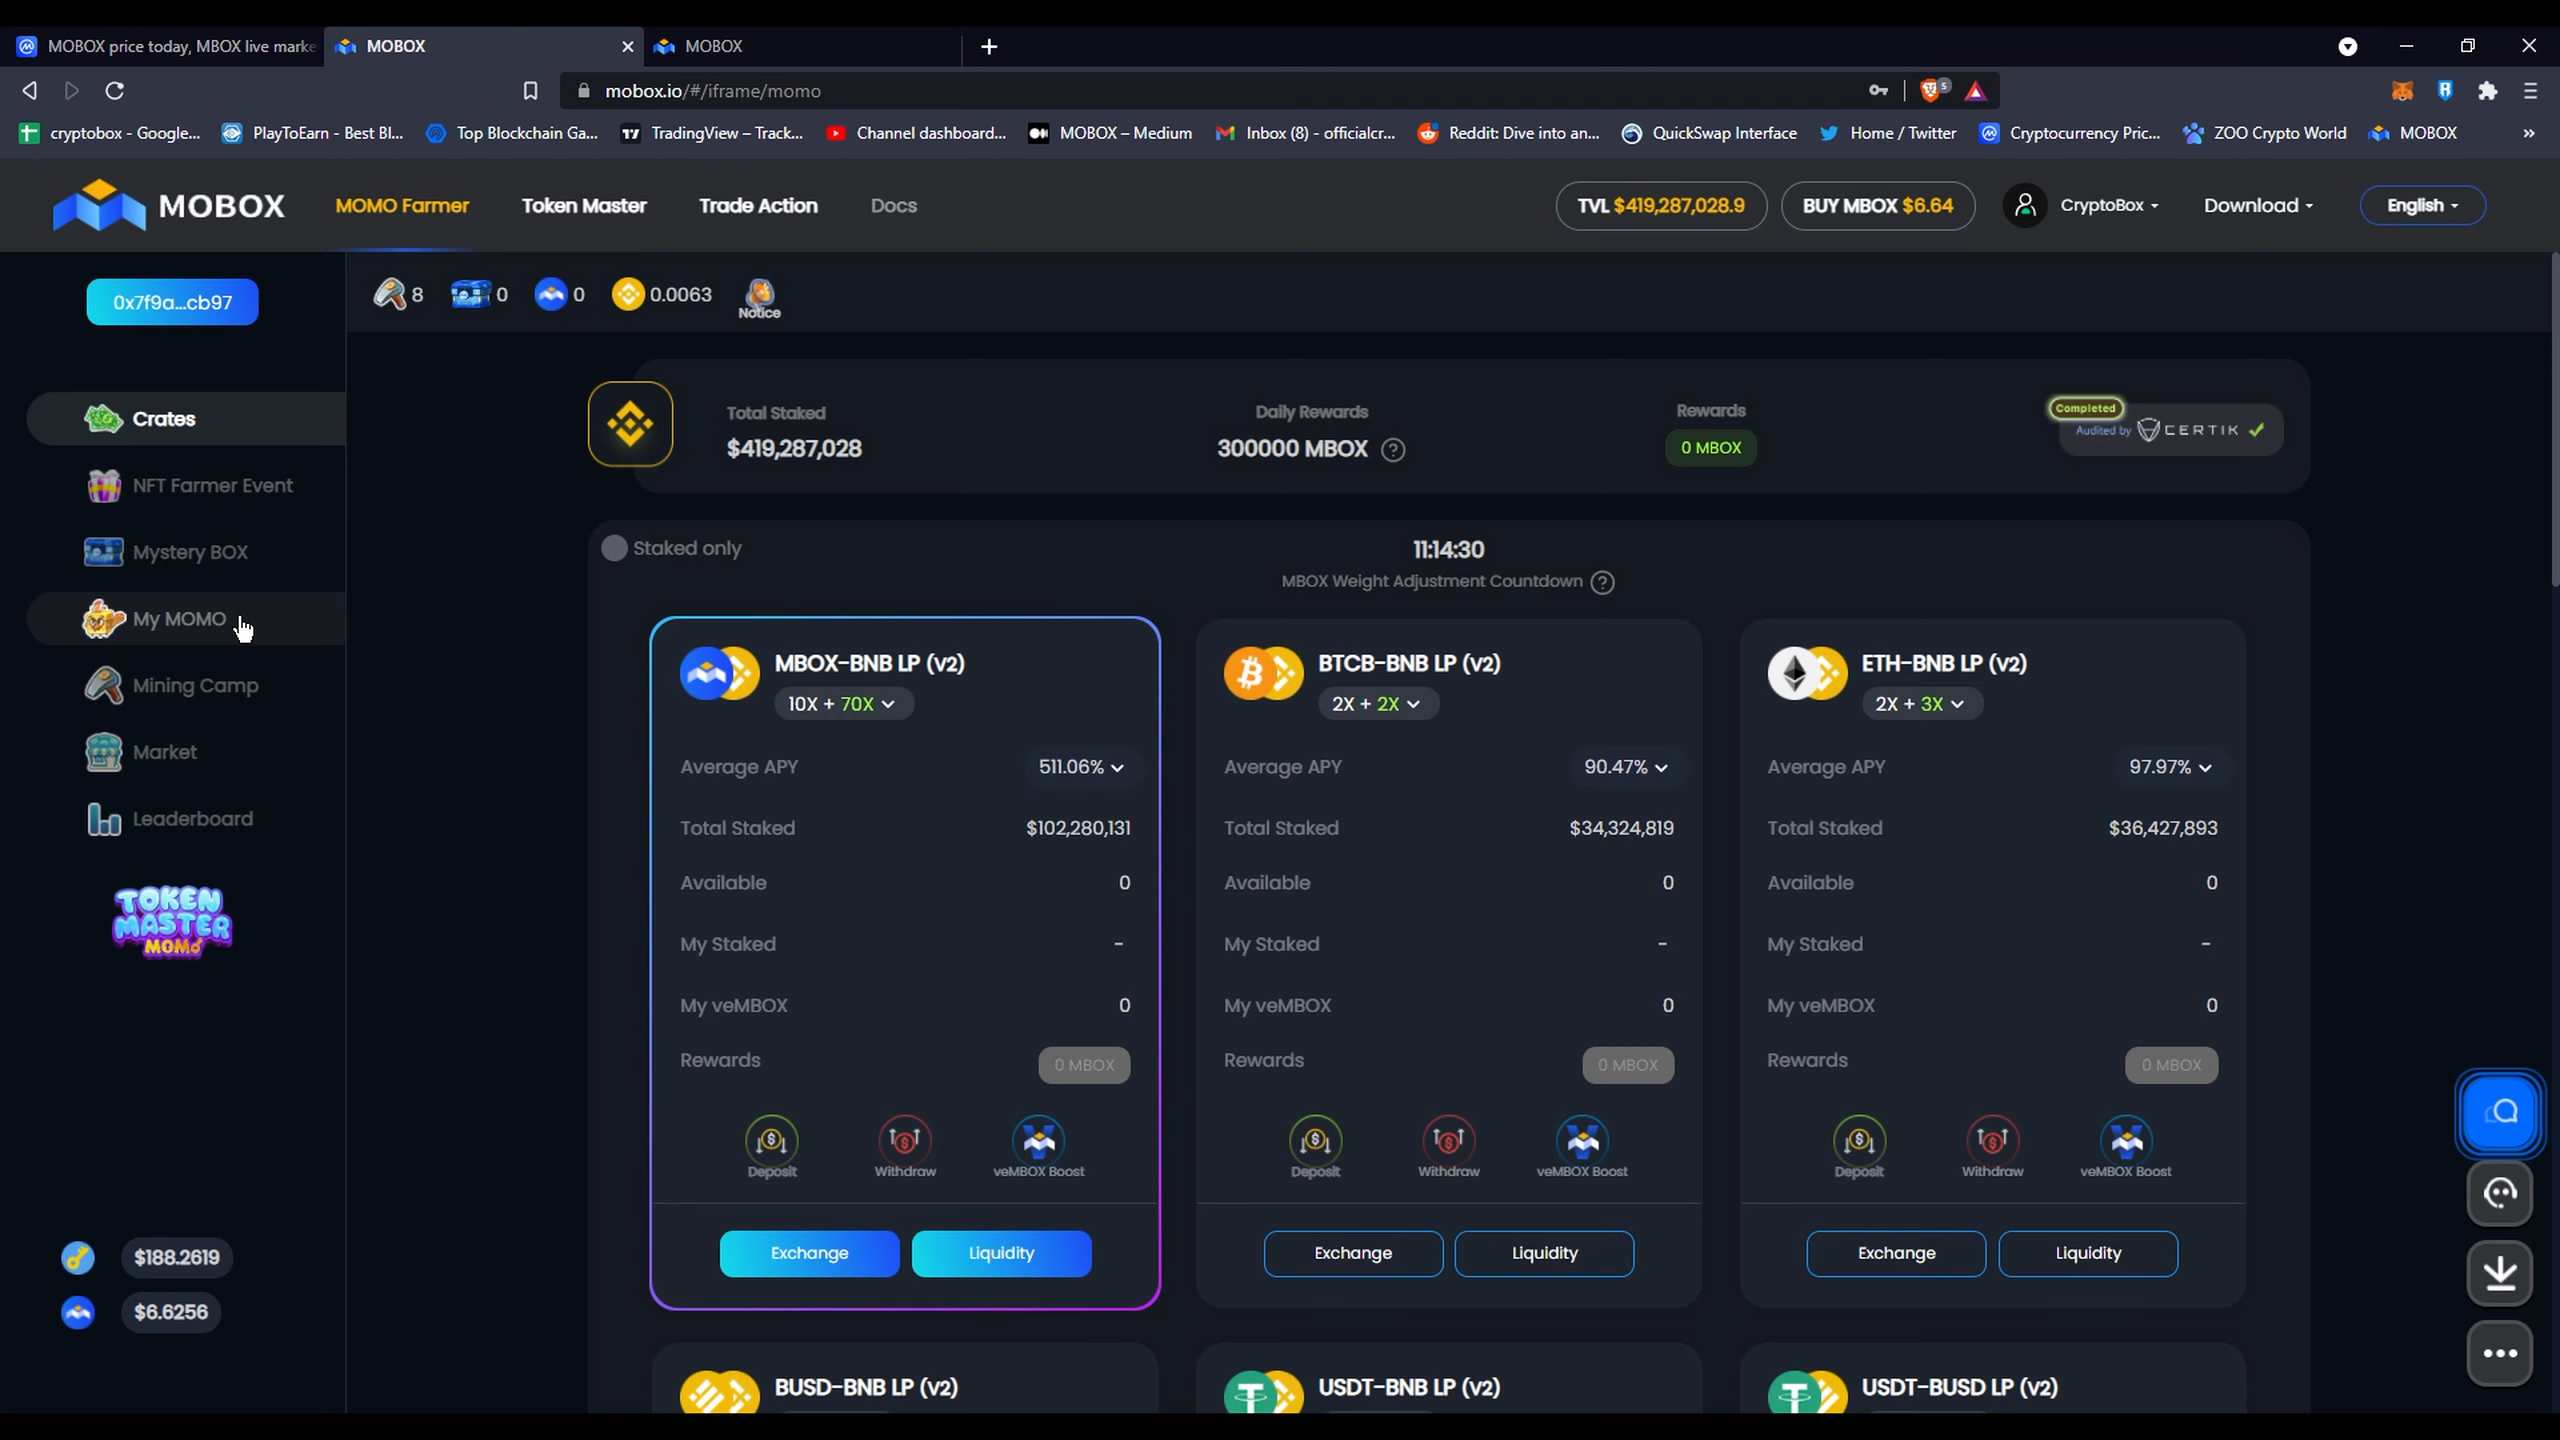 MOBOX price today, MBOX live marke
MOBOX
MOBOX
mobox.io/#/iframe/momo
5
cryptobox - Google...
PlayToEarn - Best Bl...
Top Blockchain Ga...
TradingView – Track...
Channel dashboard...
MOBOX – Medium
Inbox (8) - officialcr...
Reddit: Dive into an...
QuickSwap Interface
Home / Twitter
Cryptocurrency Pric...
ZOO Crypto World
MOBOX
MOBOX
MOMO Farmer
Token Master
Trade Action
Docs
TVL $419,287,028.9
BUY MBOX $6.64
CryptoBox
Download
English
0x7f9a...cb97
8
0
0
0.0063
Notice
Crates
NFT Farmer Event
Mystery BOX
My MOMO
Mining Camp
Market
Leaderboard
TOKEN
MASTER
MOMO
$188.2619
$6.6256
Total Staked
$419,287,028
Daily Rewards
300000 MBOX ?
Rewards
0 MBOX
Completed
Audited by CERTIK
Staked only
11:14:30
MBOX Weight Adjustment Countdown ?
MBOX-BNB LP (v2)
10X + 70X
Average APY 511.06%
Total Staked $102,280,131
Available 0
My Staked -
My veMBOX 0
Rewards 0 MBOX
Deposit Withdraw veMBOX Boost
Exchange Liquidity
BTCB-BNB LP (v2)
2X + 2X
Average APY 90.47%
Total Staked $34,324,819
Available 0
My Staked -
My veMBOX 0
Rewards 0 MBOX
Deposit Withdraw veMBOX Boost
Exchange Liquidity
ETH-BNB LP (v2)
2X + 3X
Average APY 97.97%
Total Staked $36,427,893
Available 0
My Staked -
My veMBOX 0
Rewards 0 MBOX
Deposit Withdraw veMBOX Boost
Exchange Liquidity
BUSD-BNB LP (v2)
USDT-BNB LP (v2)
USDT-BUSD LP (v2)